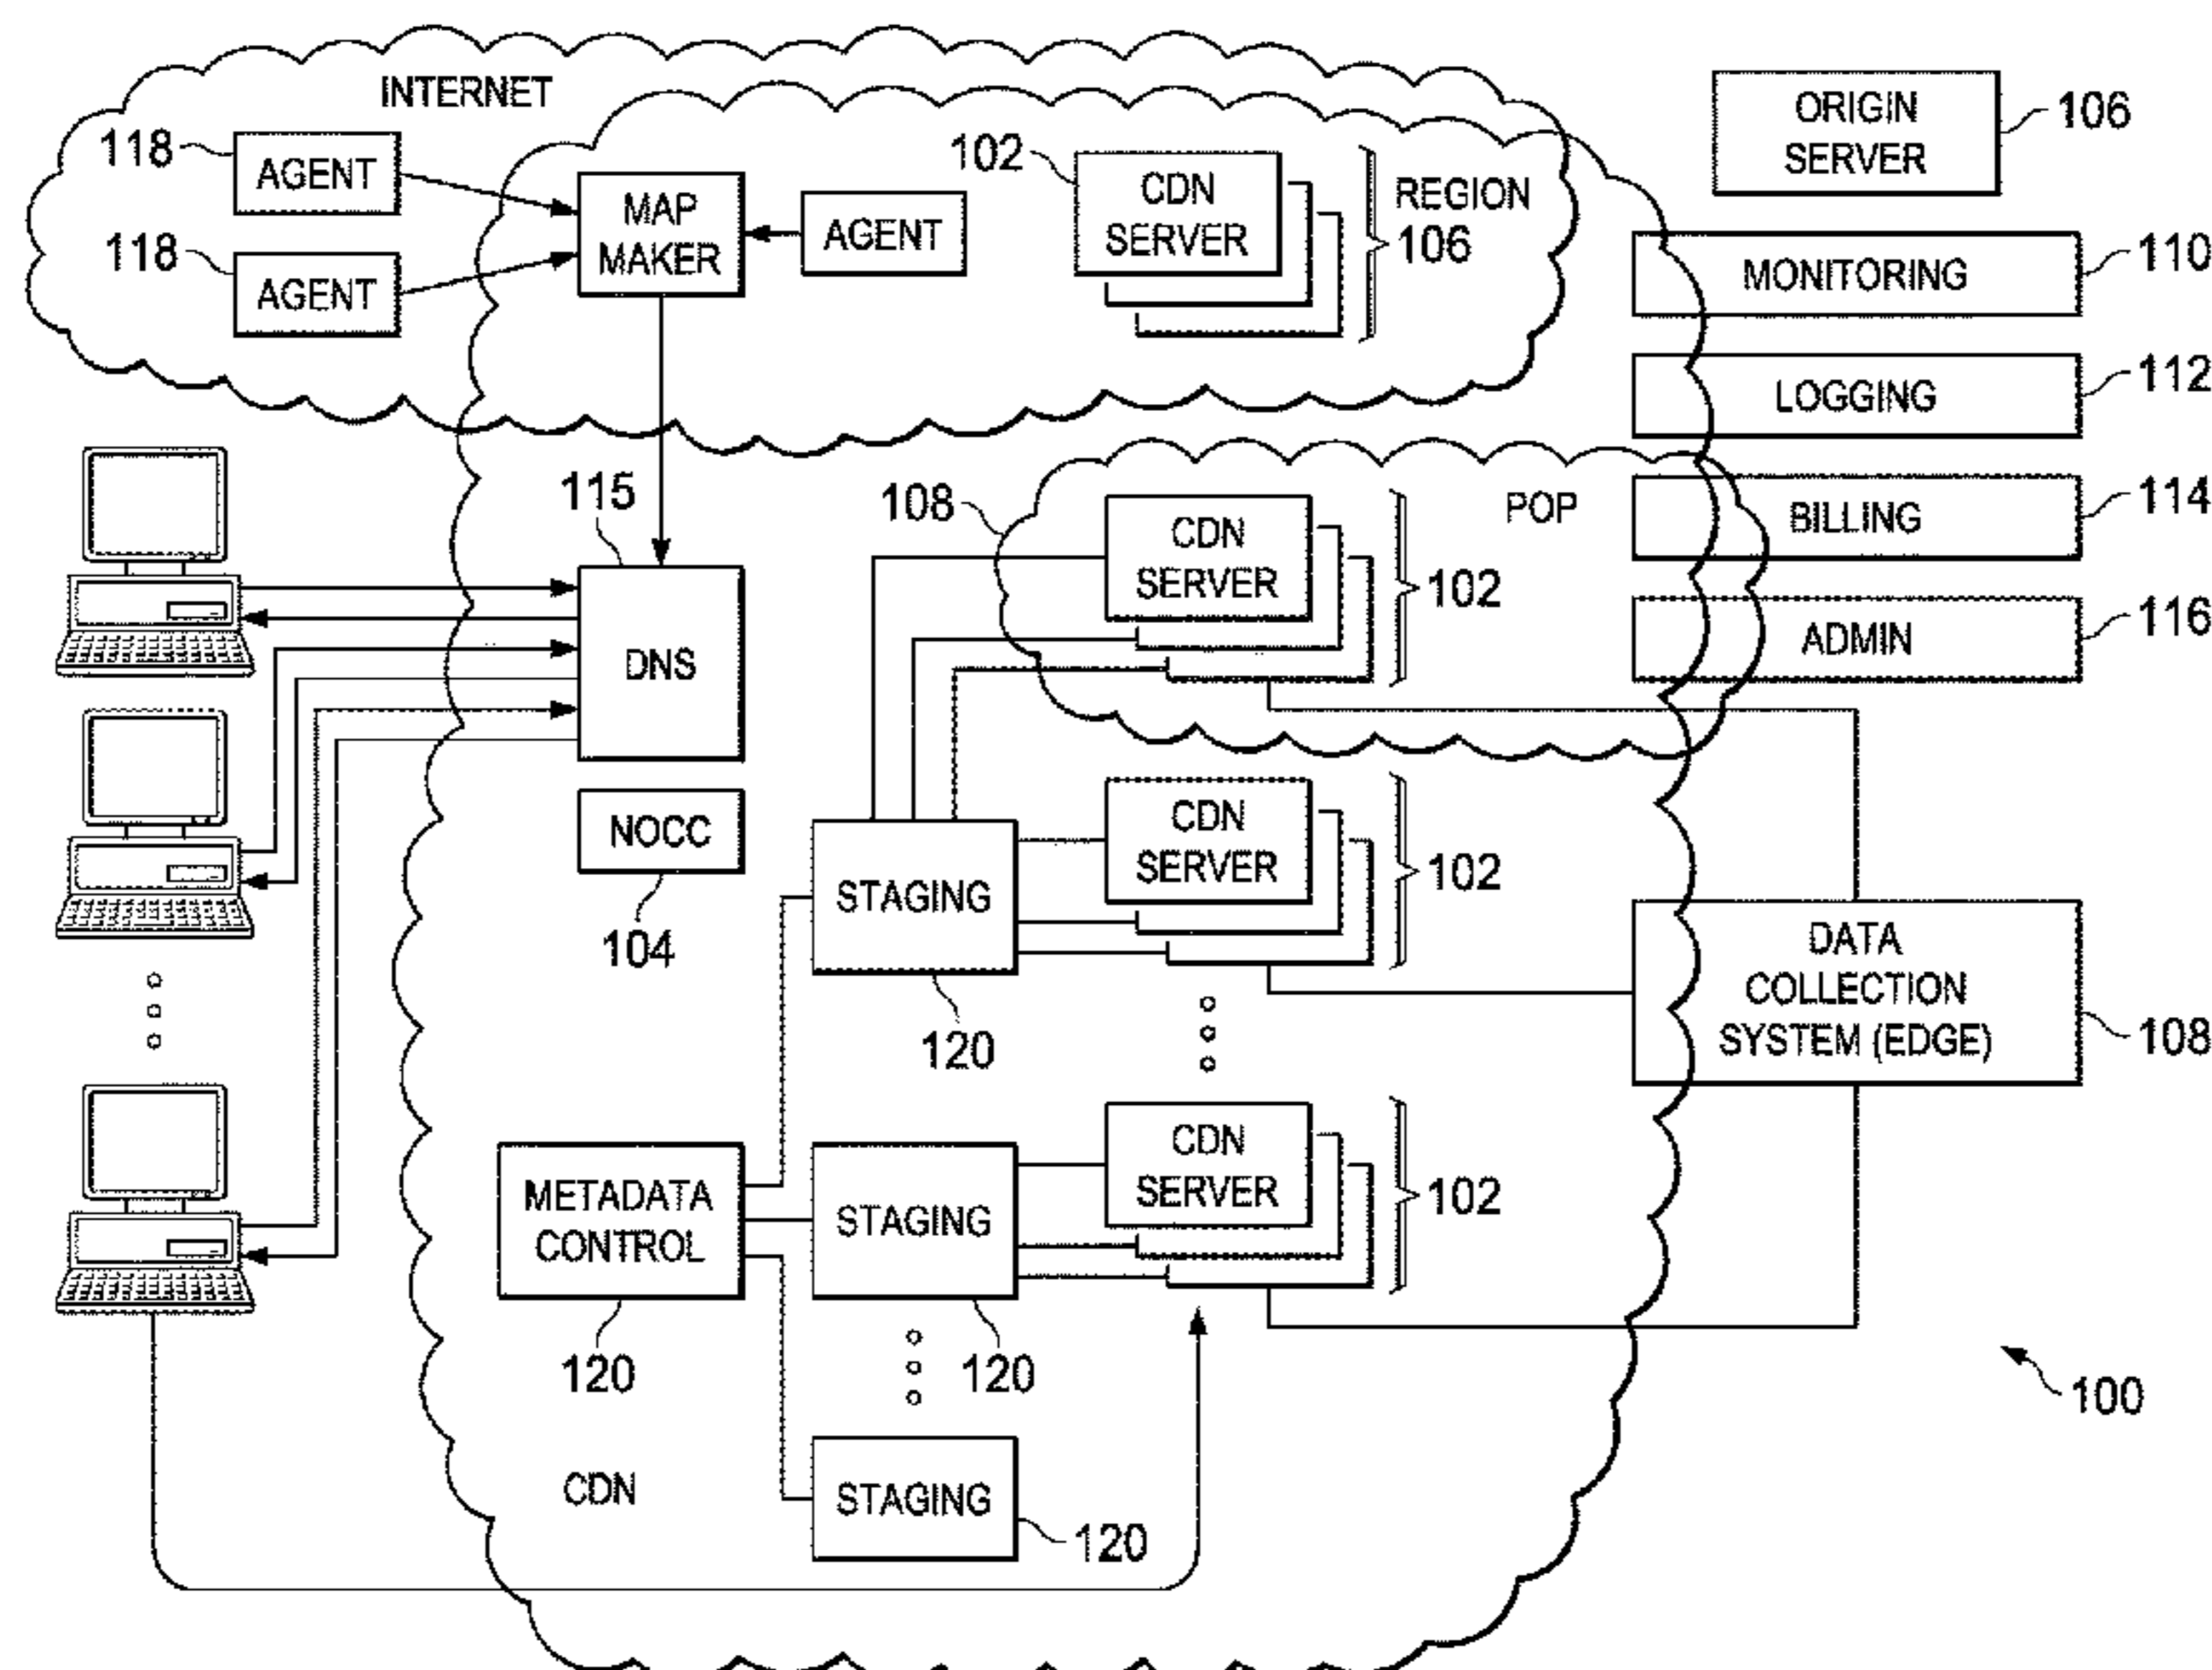 INTERNET
118
AGENT
118
AGENT
MAP
MAKER
AGENT
102
CDN
SERVER
REGION
106
ORIGIN
SERVER
106
MONITORING
110
LOGGING
112
BILLING
114
ADMIN
116
115
DNS
NOCC
104
108
CDN
SERVER
POP
102
STAGING
120
CDN
SERVER
102
DATA
COLLECTION
SYSTEM (EDGE)
108
METADATA
CONTROL
120
STAGING
120
CDN
SERVER
102
100
CDN
STAGING
120